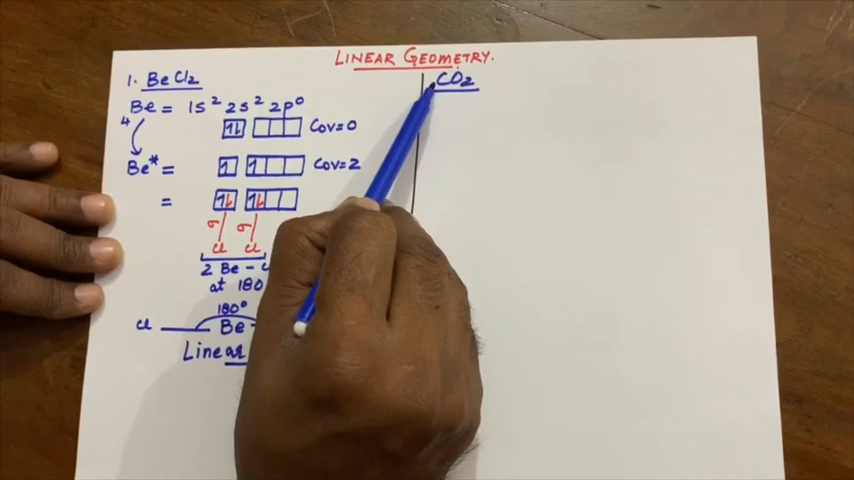 LINEAR GEOMETRY.
1. BeCl2
Be = 1s² 2s² 2p⁰
4
Cov=0
Be* =
Cov=2
=
σ σ
Cl Cl
2 Be - C
at 180
180°
Cl Be
Linear
CO2